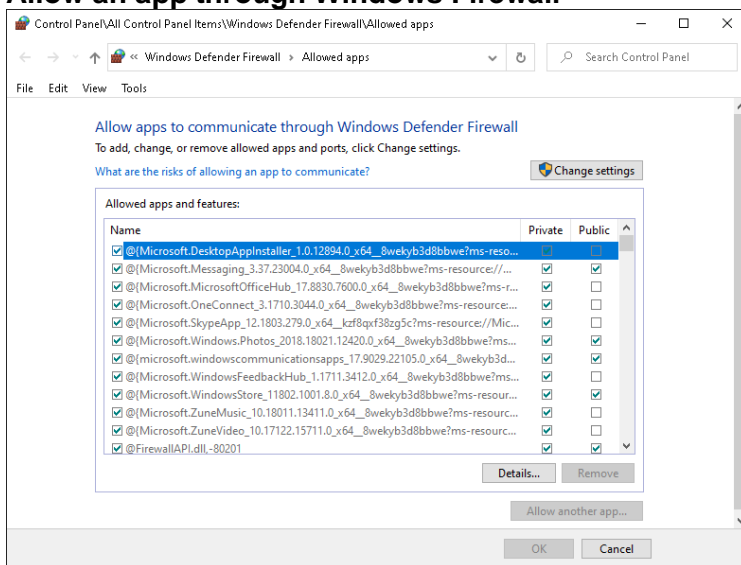 Allow an app through Windows Firewall
Control Panel\All Control Panel Items\Windows Defender Firewall\Allowed apps
« Windows Defender Firewall > Allowed apps
Search Control Panel
File Edit View Tools
Allow apps to communicate through Windows Defender Firewall
To add, change, or remove allowed apps and ports, click Change settings.
What are the risks of allowing an app to communicate?
Change settings
Allowed apps and features:
Name Private Public
@{Microsoft.DesktopAppInstaller_1.0.12894.0_x64__8wekyb3d8bbwe?ms-reso...
@{Microsoft.Messaging_3.37.23004.0_x64__8wekyb3d8bbwe?ms-resource://...
@{Microsoft.MicrosoftOfficeHub_17.8830.7600.0_x64__8wekyb3d8bbwe?ms-r...
@{Microsoft.OneConnect_3.1710.3044.0_x64__8wekyb3d8bbwe?ms-resource:...
@{Microsoft.SkypeApp_12.1803.279.0_x64__kzf8qxf38zg5c?ms-resource://Mic...
@{Microsoft.Windows.Photos_2018.18021.12420.0_x64__8wekyb3d8bbwe?ms...
@{microsoft.windowscommunicationsapps_17.9029.22105.0_x64__8wekyb3d...
@{Microsoft.WindowsFeedbackHub_1.1711.3412.0_x64__8wekyb3d8bbwe?ms...
@{Microsoft.WindowsStore_11802.1001.8.0_x64__8wekyb3d8bbwe?ms-resour...
@{Microsoft.ZuneMusic_10.18011.13411.0_x64__8wekyb3d8bbwe?ms-resourc...
@{Microsoft.ZuneVideo_10.17122.15711.0_x64__8wekyb3d8bbwe?ms-resourc...
@FirewallAPI.dll,-80201
Details... Remove
Allow another app...
OK Cancel